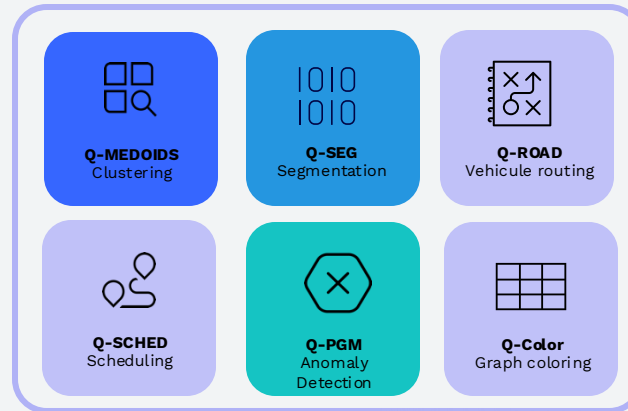 1010
1010
Q-MEDOIDS
Clustering
Q-SEG
Segmentation
Q-ROAD
Vehicule routing
Q-SCHED
Scheduling
Q-PGM
Anomaly
Detection
Q-Color
Graph coloring